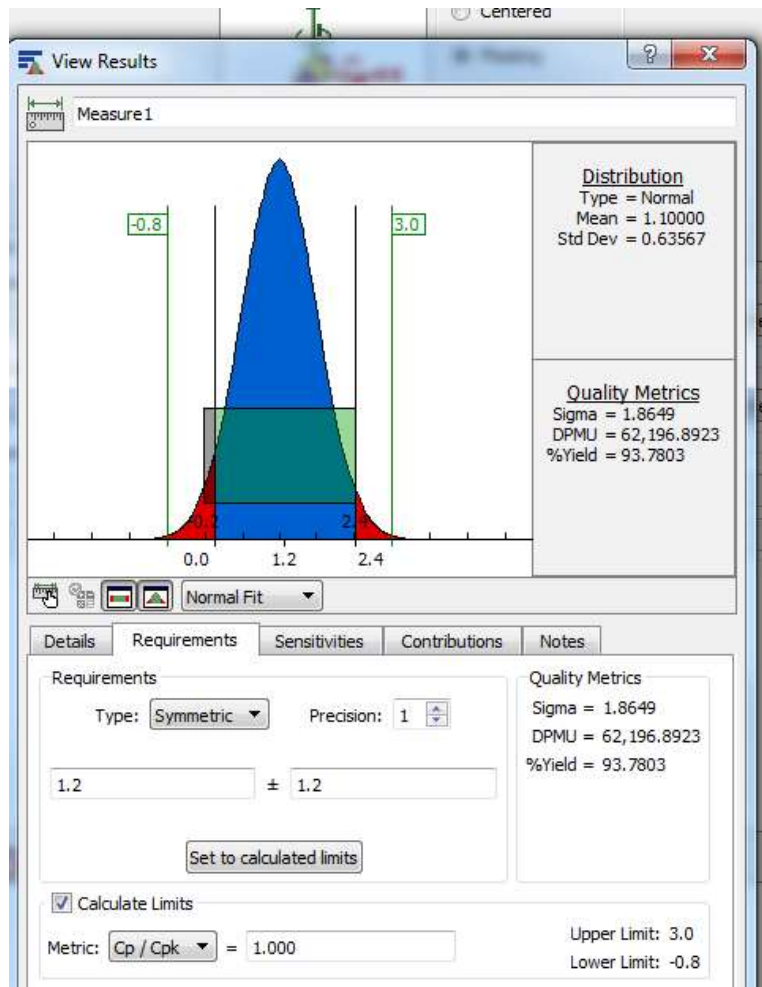 Centered
View Results
Measure1
-0.8
3.0
Distribution
Type = Normal
Mean = 1.10000
Std Dev = 0.63567
Quality Metrics
Sigma = 1.8649
DPMU = 62,196.8923
%Yield = 93.7803
-0.2
2.4
0.0 1.2 2.4
Normal Fit
Details Requirements Sensitivities Contributions Notes
Requirements
Type: Symmetric Precision: 1
1.2 ± 1.2
Set to calculated limits
Quality Metrics
Sigma = 1.8649
DPMU = 62,196.8923
%Yield = 93.7803
Calculate Limits
Metric: Cp / Cpk = 1.000
Upper Limit: 3.0
Lower Limit: -0.8